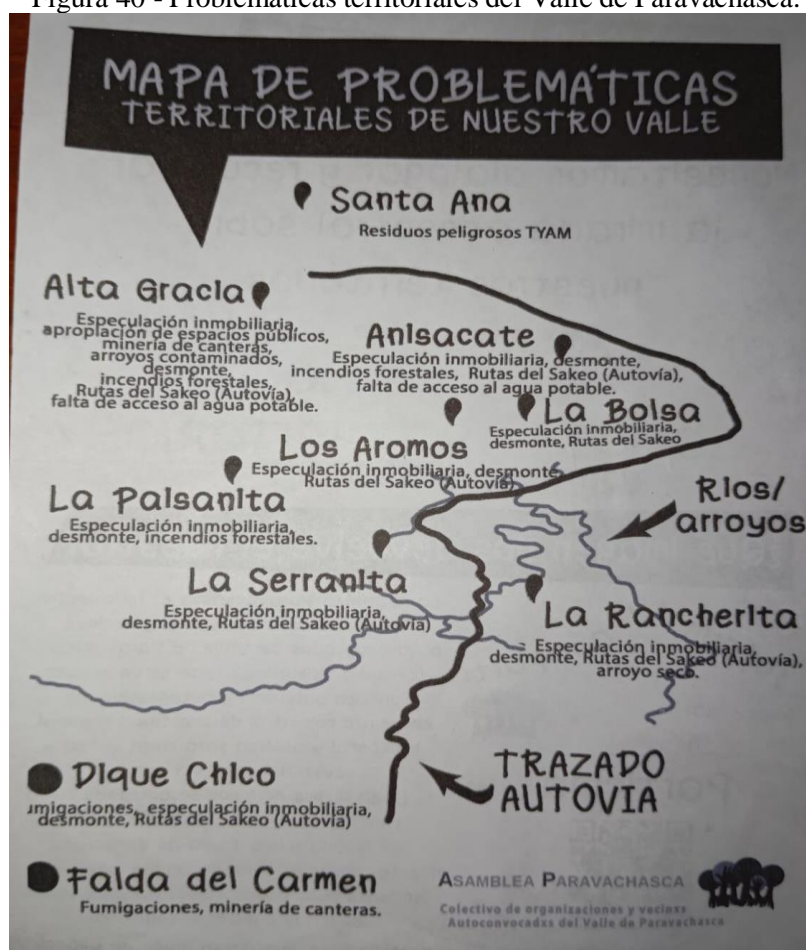 Figura 40 - Problemáticas territoriales del Valle de Paravachasca.
MAPA DE PROBLEMÁTICAS
TERRITORIALES DE NUESTRO VALLE
Santa Ana
Residuos peligrosos TYAM
Alta Gracia
Especulación inmobiliaria,
apropiación de espacios públicos,
minería de canteras,
arroyos contaminados,
desmonte,
incendios forestales,
Rutas del Sakeo (Autovía),
falta de acceso al agua potable.
Anisacate
Especulación inmobiliaria, desmonte,
incendios forestales, Rutas del Sakeo (Autovía),
falta de acceso al agua potable.
La Bolsa
Especulación inmobiliaria,
desmonte, Rutas del Sakeo
Los Aromos
Especulación inmobiliaria, desmonte
Rutas del Sakeo (Autovía)
La Paisanita
Especulación inmobiliaria,
desmonte, incendios forestales.
Rios/
arroyos
La Serranita
Especulación inmobiliaria,
desmonte, Rutas del Sakeo (Autovía)
La Rancherita
Especulación inmobiliaria,
desmonte, Rutas del Sakeo (Autovía),
arroyo seco.
TRAZADO
AUTOVIA
Dique Chico
umigaciones, especulación inmobiliaria,
desmonte, Rutas del Sakeo (Autovía)
Falda del Carmen
Fumigaciones, minería de canteras.
ASAMBLEA PARAVACHASCA
Colectivo de organizaciones y vecinxs
Autoconvocadxs del Valle de Paravachasca